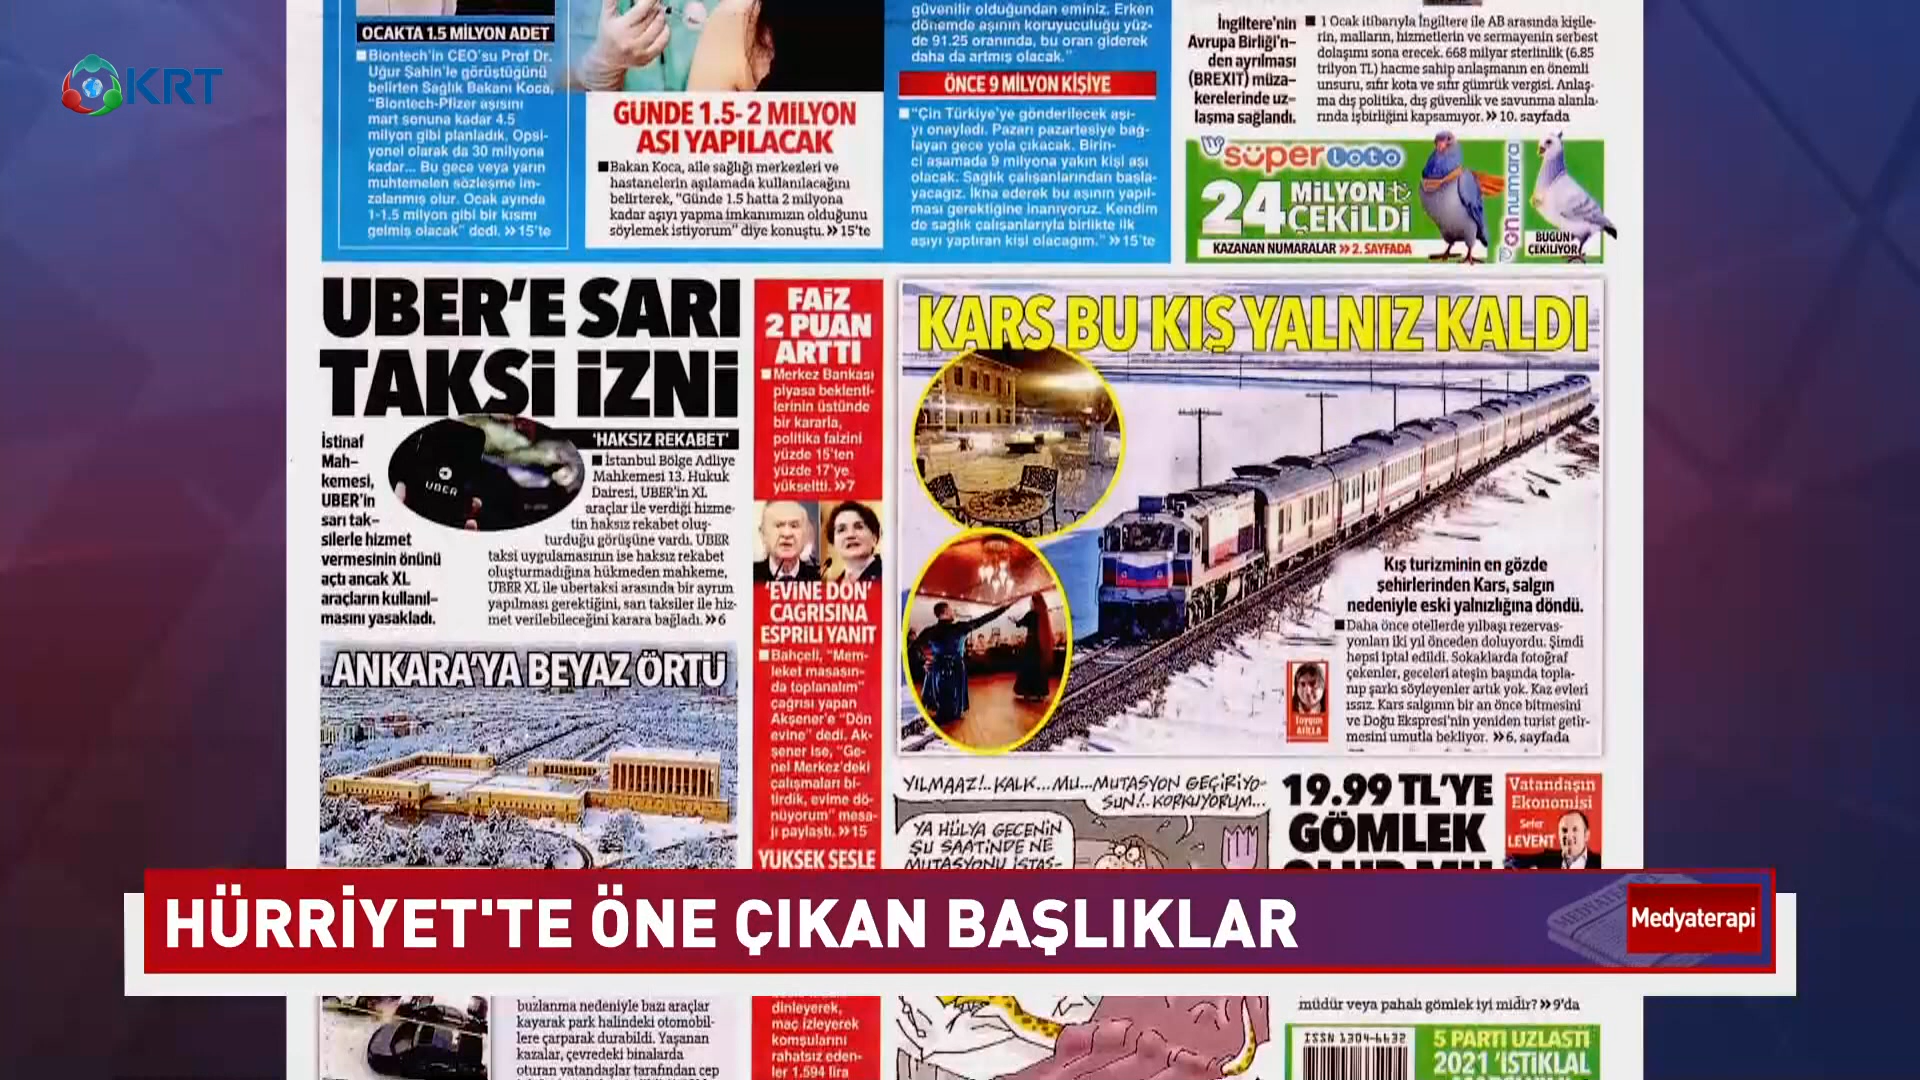 KRT
OCAKTA 1.5 MİLYON ADET
Biontech'in CEO'su Prof Dr.
Uğur Şahin'le görüştüğünü
belirten Sağlık Bakanı Koca,
"Biontech-Pfizer aşısını
mart sonuna kadar 4.5
milyon gibi planladık. Opsi-
yonel olarak da 30 milyona
kadar... Bu gece veya yarın
muhtemelen sözleşme im-
zalanmış olur. Ocak ayında
1-1.5 milyon gibi bir kısmı
gelmiş olacak" dedi. »15'te
GÜNDE 1.5- 2 MİLYON
AŞI YAPILACAK
Bakan Koca, aile sağlığı merkezleri ve
hastanelerin aşılamada kullanılacağını
belirterek, "Günde 1.5 hatta 2 milyona
kadar aşıyı yapma imkanımızın olduğunu
söylemek istiyorum" diye konuştu. »15'te
güvenilir olduğundan eminiz. Erken
dönemde aşının koruyuculuğu yüz-
de 91.25 oranında, bu oran giderek
daha da artmış olacak."
ÖNCE 9 MİLYON KİŞİYE
"Çin Türkiye'ye gönderilecek aşı-
yı onayladı. Pazarı pazartesiye bağ-
layan gece yola çıkacak. Birin-
ci aşamada 9 milyona yakın kişi aşı
olacak. Sağlık çalışanlarından başla-
yacağız. İkna ederek bu aşının yapıl-
ması gerektiğine inanıyoruz. Kendim
de sağlık çalışanlarıyla birlikte ilk
aşıyı yaptıran kişi olacağım." »15'te
İngiltere'nin
Avrupa Birliği'n-
den ayrılması
(BREXIT) müza-
kerelerinde uz-
laşma sağlandı.
1 Ocak itibarıyla İngiltere ile AB arasında kişile-
rin, malların, hizmetlerin ve sermayenin serbest
dolaşımı sona erecek. 668 milyar sterlinlik (6.85
trilyon TL) hacme sahip anlaşmanın en önemli
unsuru, sıfır kota ve sıfır gümrük vergisi. Anlaş-
ma dış politika, dış güvenlik ve savunma alanla-
rında işbirliğini kapsamıyor. » 10. sayfada
süper loto
24 MİLYON ₺
ÇEKİLDİ
KAZANAN NUMARALAR » 2. SAYFADA
onnumara
BUGÜN
ÇEKİLİYOR
UBER'E SARI
TAKSİ İZNİ
İstinaf
Mah-
kemesi,
UBER'in
sarı tak-
silerle hizmet
vermesinin önünü
açtı ancak XL
araçların kullanıl-
masını yasakladı.
UBER
'HAKSIZ REKABET'
İstanbul Bölge Adliye
Mahkemesi 13. Hukuk
Dairesi, UBER'in XL
araçlar ile verdiği hizme-
tin haksız rekabet oluş-
turduğu görüşüne vardı. UBER
taksi uygulamasının ise haksız rekabet
oluşturmadığına hükmeden mahkeme,
UBER XL ile ubertaksi arasında bir ayrım
yapılması gerektiğini, sarı taksiler ile hiz-
met verilebileceğini karara bağladı. »6
FAİZ
2 PUAN
ARTTI
Merkez Bankası
piyasa beklenti-
lerinin üstünde
bir kararla,
politika faizini
yüzde 15'ten
yüzde 17'ye
yükseltti. »7
'EVİNE DÖN'
ÇAĞRISINA
ESPRİLİ YANIT
Bahçeli, "Mem-
leket masasın-
da toplanalım"
çağrısı yapan
Akşener'e "Dön
evine" dedi. Ak-
şener ise, "Ge-
nel Merkez'deki
çalışmaları bi-
tirdik, evime dö-
nüyorum" mesa-
jı paylaştı. »15
YÜKSEK SESLE
KARS BU KIŞ YALNIZ KALDI
Kış turizminin en gözde
şehirlerinden Kars, salgın
nedeniyle eski yalnızlığına döndü.
Daha önce otellerde yılbaşı rezervas-
yonları iki yıl önceden doluyordu. Şimdi
hepsi iptal edildi. Sokaklarda fotoğraf
çekenler, geceleri ateşin başında topla-
nıp şarkı söyleyenler artık yok. Kaz evleri
ıssız. Kars salgının bir an önce bitmesini
ve Doğu Ekspresi'nin yeniden turist getir-
mesini umutla bekliyor. »6. sayfada
ANKARA'YA BEYAZ ÖRTÜ
YILMAAZ!..KALK...MU...MUTASYON GEÇİRİYO-
SUN!..KORKUYORUM...
YA HÜLYA GECENİN
ŞU SAATİNDE NE
MUTASYONU İSTAS-
19.99 TL'YE
GÖMLEK
Vatandaşın
Ekonomisi
Sefer
LEVENT
HÜRRİYET'TE ÖNE ÇIKAN BAŞLIKLAR
Medyaterapi
buzlanma nedeniyle bazı araçlar
kayarak park halindeki otomobil-
lere çarparak durabildi. Yaşanan
kazalar, çevredeki binalarda
oturan vatandaşlar tarafından cep
dinleyerek,
maç izleyerek
komşularını
rahatsız eden-
ler 1.594 lira
müdür veya pahalı gömlek iyi midir? »9'da
ISSN 1304-6632
5 PARTİ UZLAŞTI
2021 'İSTİKLAL